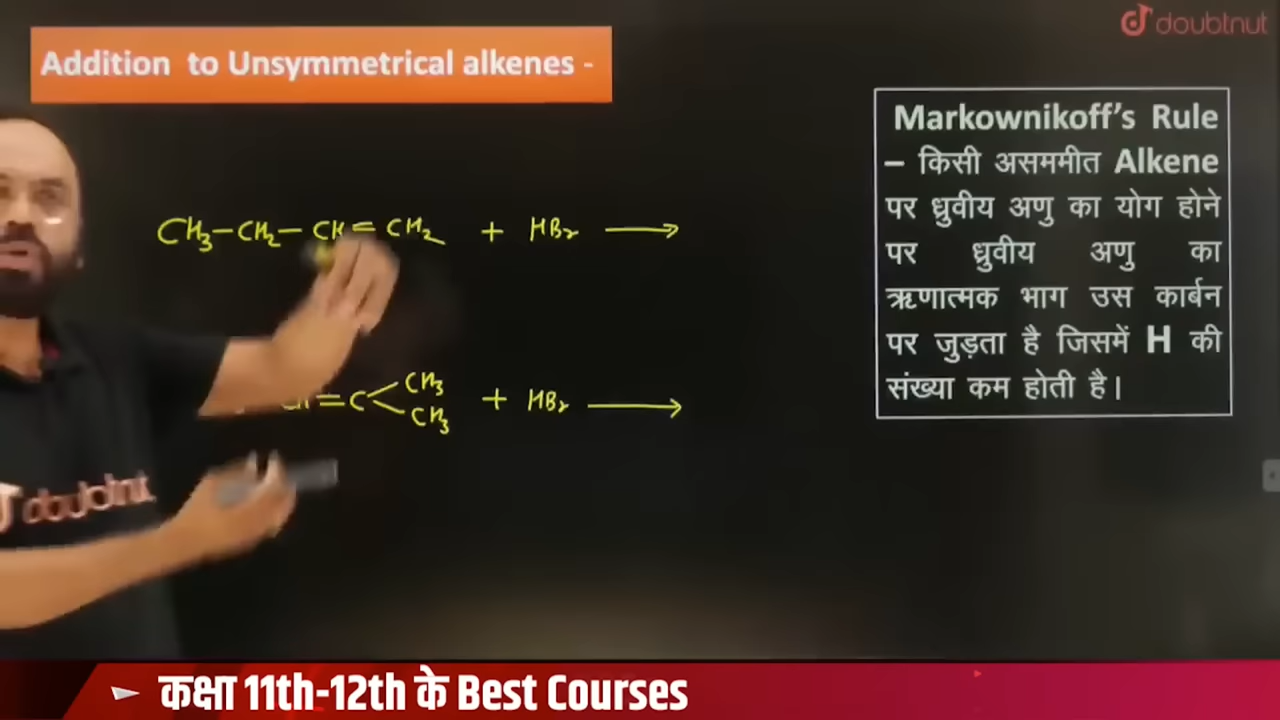 doubtnut
Addition to Unsymmetrical alkenes -
Markownikoff's Rule
– किसी असममीत Alkene
पर ध्रुवीय अणु का योग होने
पर ध्रुवीय अणु का
ऋणात्मक भाग उस कार्बन
पर जुड़ता है जिसमें H की
संख्या कम होती है।
CH₃–CH₂–CH=CH₂ + HBr ⟶
CH₃
=C + HBr ⟶
CH₃
doubtnut
कक्षा 11th-12th के Best Courses